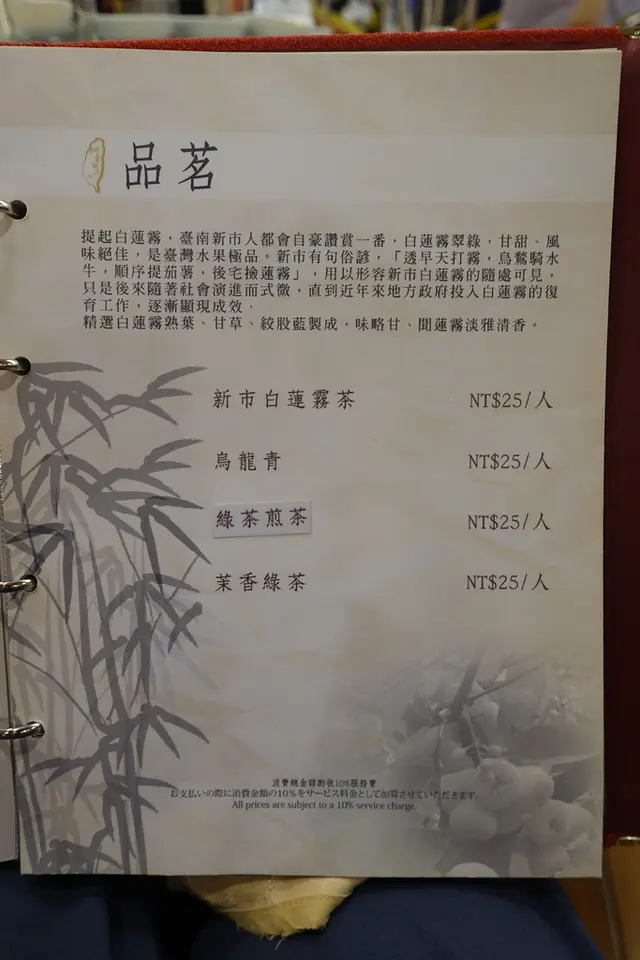 品茗
提起白蓮霧，臺南新市人都會自豪讚賞一番，白蓮霧翠綠，甘甜、風
味絕佳，是臺灣水果極品。新市有句俗諺，「透早天打霧，烏鶖騎水
牛，順序提茄薯，後宅撿蓮霧」，用以形容新市白蓮霧的隨處可見，
只是後來隨著社會演進而式微，直到近年來地方政府投入白蓮霧的復
育工作，逐漸顯現成效．
精選白蓮霧熟葉、甘草、絞股藍製成，味略甘、聞蓮霧淡雅清香。
新市白蓮霧茶 NT$25/人
烏龍青 NT$25/人
綠茶煎茶 NT$25/人
茉香綠茶 NT$25/人
消費總金額酌收10%服務費
お支払いの際に消費金額の10%をサービス料金として加算させていただきます.
All prices are subject to a 10% service charge.